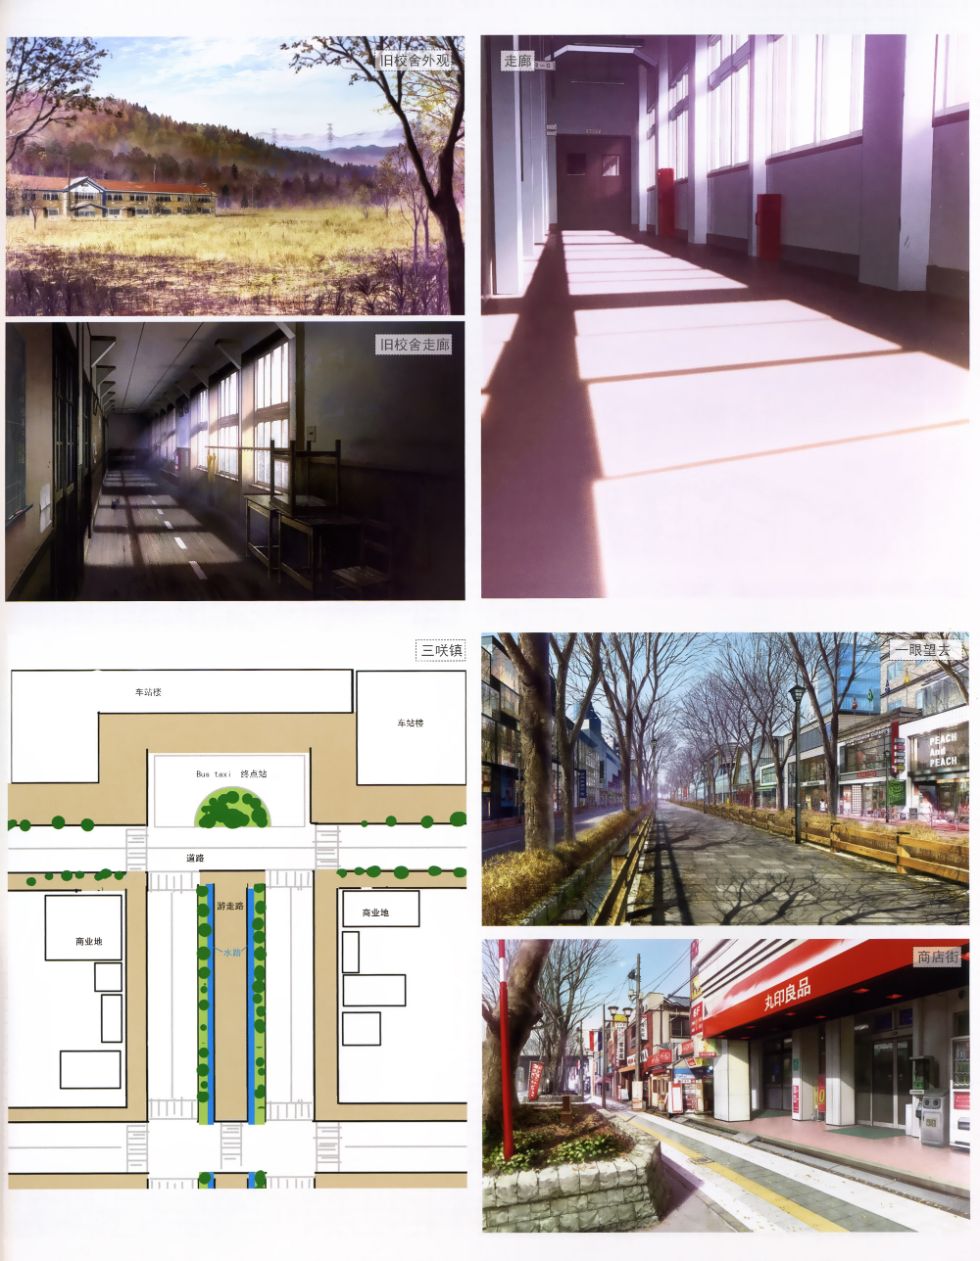 旧校舍外观
走廊
旧校舍走廊
三咲镇
车站楼
车站楼
Bus taxi 终点站
道路
游走路
水路
商业地
商业地
一眼望去
PEACH
And
PEACH
商店街
丸印良品